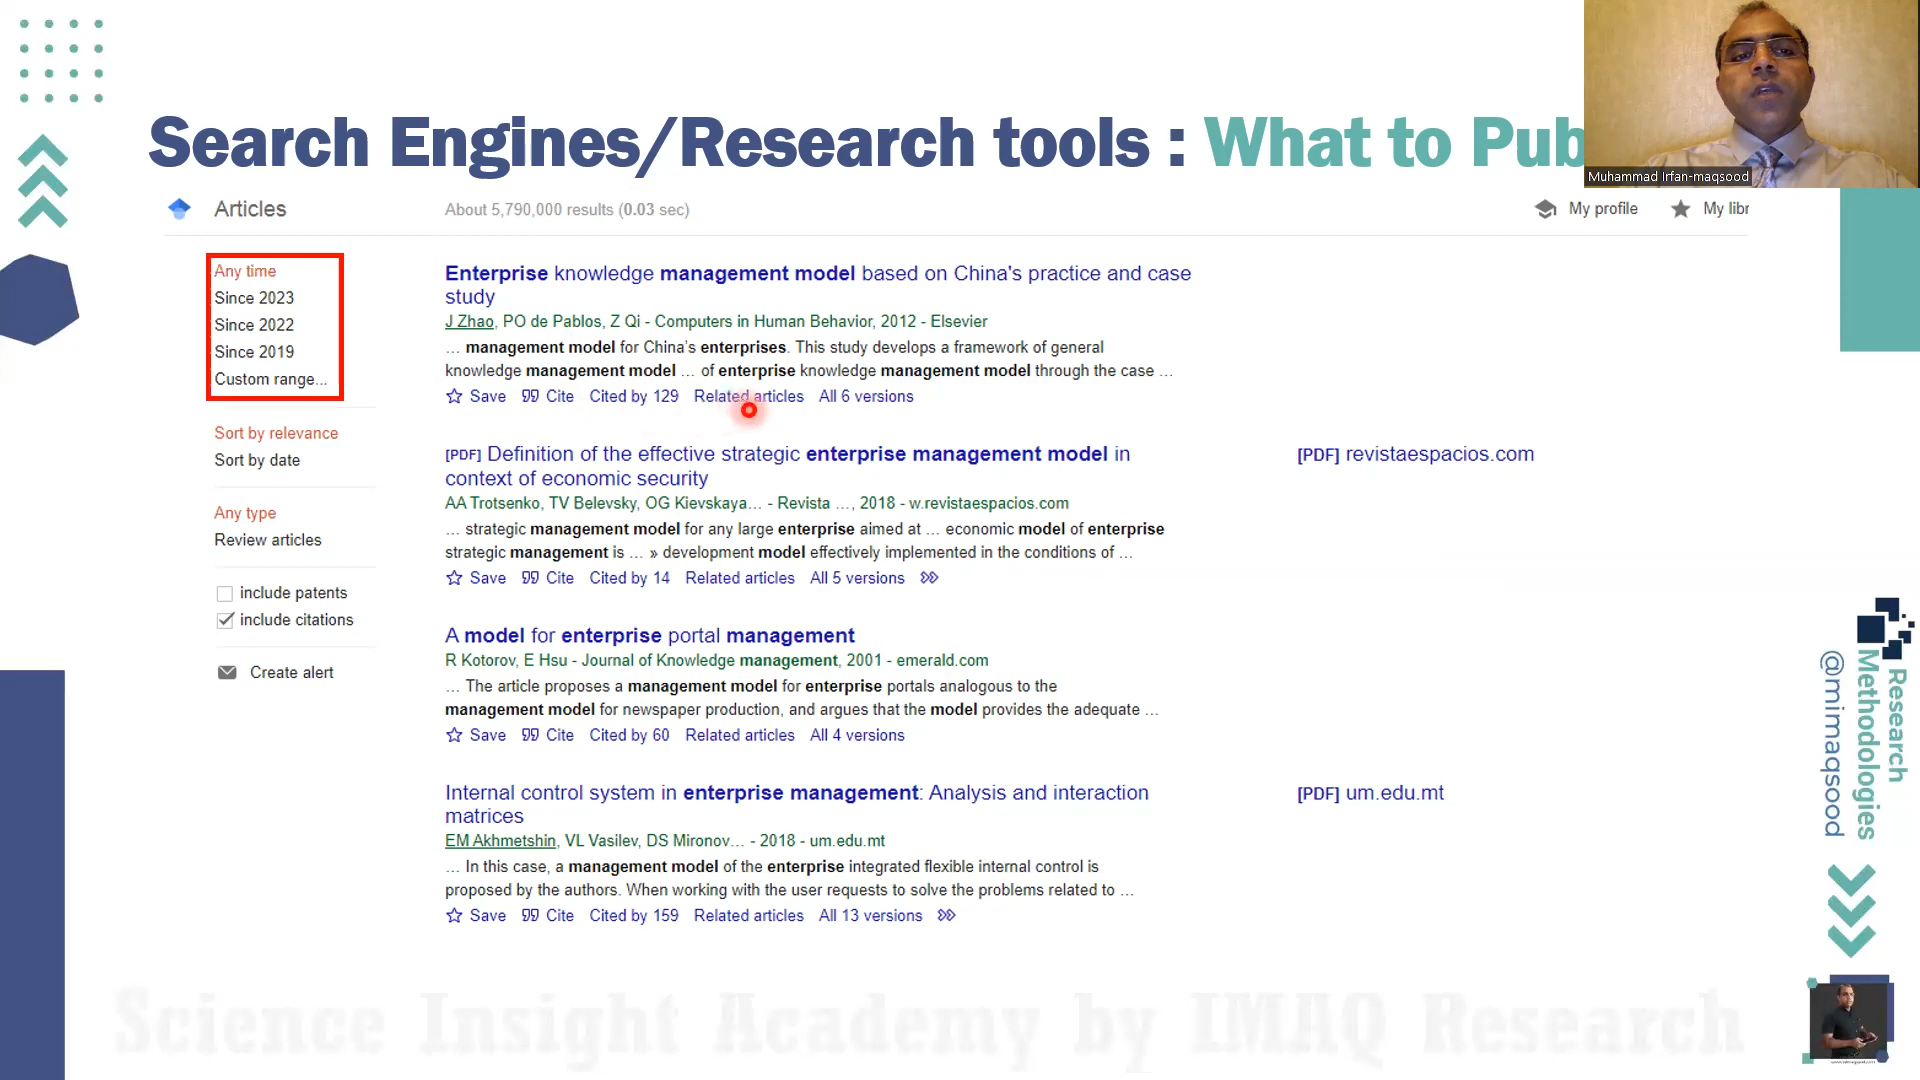 Search Engines/Research tools : What to Pub
Muhammad Irfan-maqsood
Articles
About 5,790,000 results (0.03 sec)
My profile
My libr
Any time
Since 2023
Since 2022
Since 2019
Custom range...
Sort by relevance
Sort by date
Any type
Review articles
include patents
include citations
Create alert
Enterprise knowledge management model based on China's practice and case
study
J Zhao, PO de Pablos, Z Qi - Computers in Human Behavior, 2012 - Elsevier
… management model for China's enterprises. This study develops a framework of general
knowledge management model … of enterprise knowledge management model through the case …
Save Cite Cited by 129 Related articles All 6 versions
[PDF] Definition of the effective strategic enterprise management model in
context of economic security
AA Trotsenko, TV Belevsky, OG Kievskaya… - Revista …, 2018 - w.revistaespacios.com
… strategic management model for any large enterprise aimed at … economic model of enterprise
strategic management is … » development model effectively implemented in the conditions of …
Save Cite Cited by 14 Related articles All 5 versions
[PDF] revistaespacios.com
A model for enterprise portal management
R Kotorov, E Hsu - Journal of Knowledge management, 2001 - emerald.com
… The article proposes a management model for enterprise portals analogous to the
management model for newspaper production, and argues that the model provides the adequate …
Save Cite Cited by 60 Related articles All 4 versions
Internal control system in enterprise management: Analysis and interaction
matrices
EM Akhmetshin, VL Vasilev, DS Mironov… - 2018 - um.edu.mt
… In this case, a management model of the enterprise integrated flexible internal control is
proposed by the authors. When working with the user requests to solve the problems related to …
Save Cite Cited by 159 Related articles All 13 versions
[PDF] um.edu.mt
Research
Methodologies
@mimaqsood
Science Insight Academy by IMAQ Research